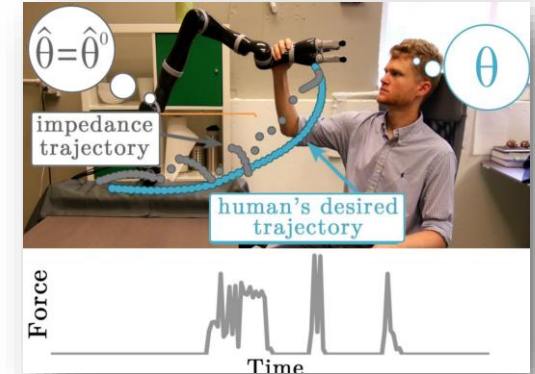 θ̂=θ̂⁰
θ
impedance
trajectory
human's desired
trajectory
Force
Time